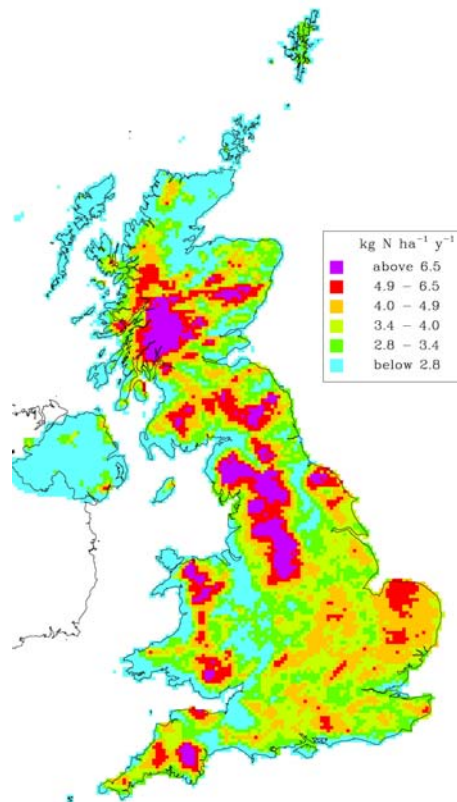 kg N ha⁻¹ y⁻¹
above 6.5
4.9 – 6.5
4.0 – 4.9
3.4 – 4.0
2.8 – 3.4
below 2.8